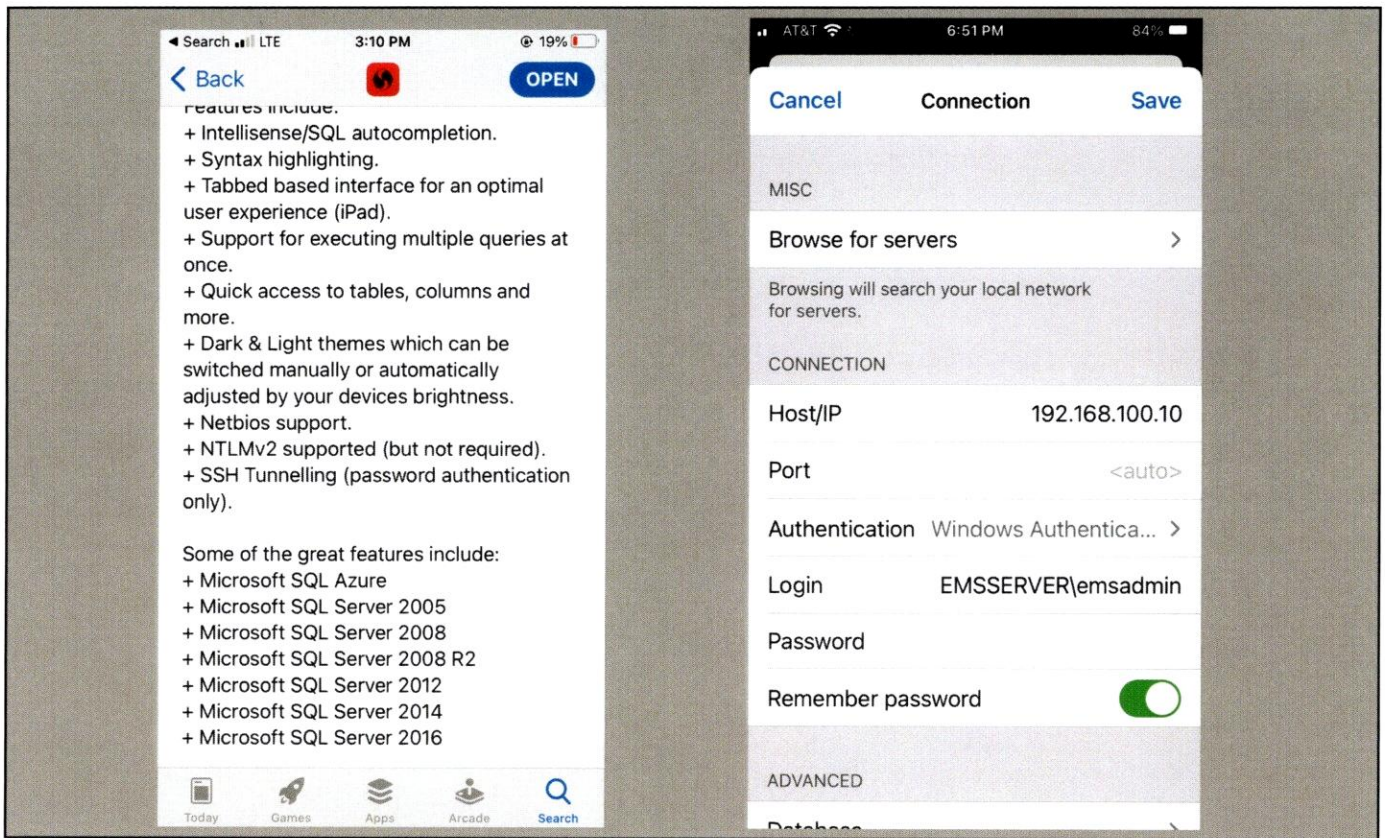 Search LTE 3:10 PM 19%
Back OPEN
Features include:
+ Intellisense/SQL autocompletion.
+ Syntax highlighting.
+ Tabbed based interface for an optimal
user experience (iPad).
+ Support for executing multiple queries at
once.
+ Quick access to tables, columns and
more.
+ Dark & Light themes which can be
switched manually or automatically
adjusted by your devices brightness.
+ Netbios support.
+ NTLMv2 supported (but not required).
+ SSH Tunnelling (password authentication
only).
Some of the great features include:
+ Microsoft SQL Azure
+ Microsoft SQL Server 2005
+ Microsoft SQL Server 2008
+ Microsoft SQL Server 2008 R2
+ Microsoft SQL Server 2012
+ Microsoft SQL Server 2014
+ Microsoft SQL Server 2016
Today Games Apps Arcade Search
AT&T 6:51 PM 84%
Cancel Connection Save
MISC
Browse for servers >
Browsing will search your local network
for servers.
CONNECTION
Host/IP 192.168.100.10
Port <auto>
Authentication Windows Authentica... >
Login EMSSERVER\emsadmin
Password
Remember password
ADVANCED
Database